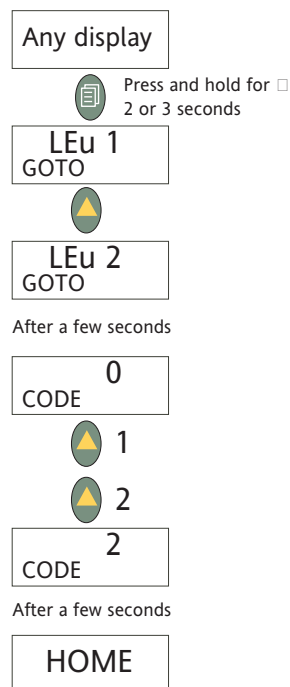 Any display
Press and hold for
2 or 3 seconds
LEu 1
GOTO
LEu 2
GOTO
After a few seconds
0
CODE
1
2
2
CODE
After a few seconds
HOME